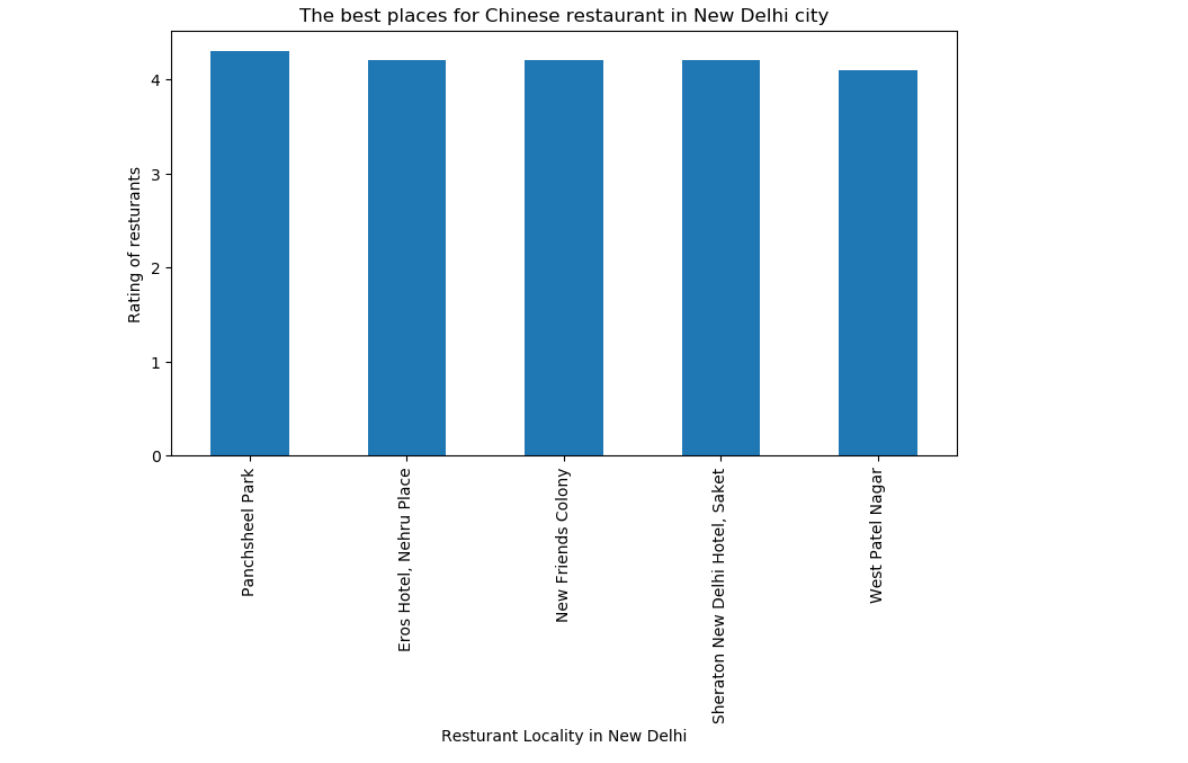 The best places for Chinese restaurant in New Delhi city
Rating of resturants
4
3
2
1
0
Panchsheel Park
Eros Hotel, Nehru Place
New Friends Colony
Sheraton New Delhi Hotel, Saket
West Patel Nagar
Resturant Locality in New Delhi